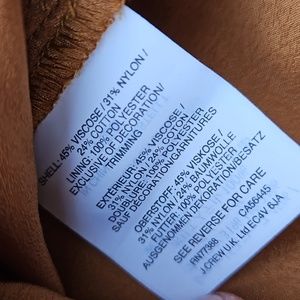 SHELL: 45% VISCOSE / 31% NYLON /
24% COTTON
LINING: 100% POLYESTER
EXCLUSIVE DECORATION/
TRIMMING
EXTÉRIEUR: 45% VISCOSE /
31% NYLON / 24% COTON
DOUBLURE: 100% POLYESTER
SAUF DÉCORATION/GARNITURES
OBERSTOFF: 45% VISKOSE /
31% NYLON / 24% BAUMWOLLE
FUTTER: 100% POLYESTER
AUSGENOMMEN DEKORATION/BESATZ
SEE REVERSE FOR CARE
RN77388 CA56445
J.CREW U.K. Ltd EC4V 6JA